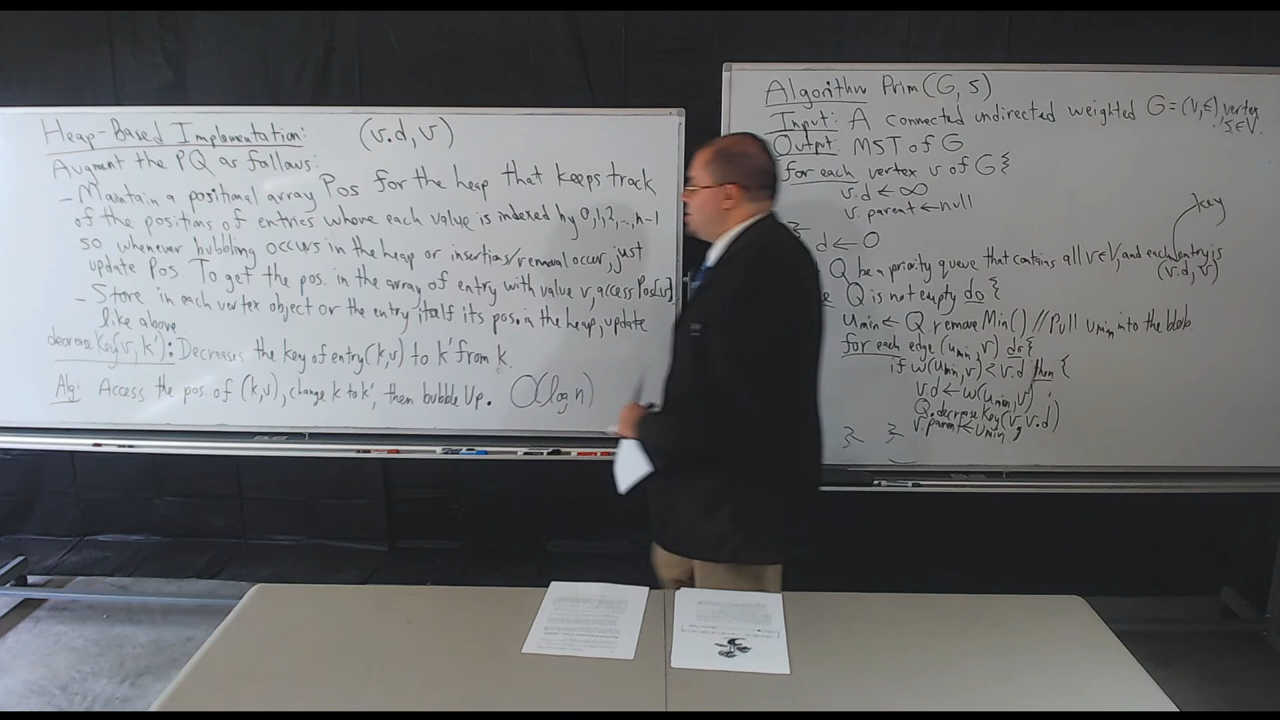 Heap-Based Implementation: (v.d, v)
Augment the PQ as follows:
- Maintain a positional array Pos for the heap that keeps track
of the positions of entries whose each value is indexed by 0,1,2,...,n-1
so whenever bubbling occurs in the heap or insertions/removal occur, just
update Pos. To get the pos. in the array of entry with value v, access Pos[v].
- Store in each vertex object or the entry itself its pos. in the heap, update
like above
decreaseKey(v, k'): Decreases the key of entry (k,v) to k' from k.
Alg: Access the pos. of (k,v), change k to k', then bubble Up. O(log n)
Algorithm Prim(G, s)
Input: A connected undirected weighted G=(V,E), vertex
s∈V.
Output: MST of G
for each vertex v of G {
v.d ← ∞
v.parent ← null
}
d ← 0
key
Q be a priority queue that contains all v∈V, and each entry is
(v.d, v)
Q is not empty do {
umin ← Q.removeMin() // Pull umin into the blob
for each edge (umin, v) do {
if w(umin, v) < v.d then {
v.d ← w(umin, v)
Q.decreaseKey(v, v.d)
v.parent ← umin }
} }